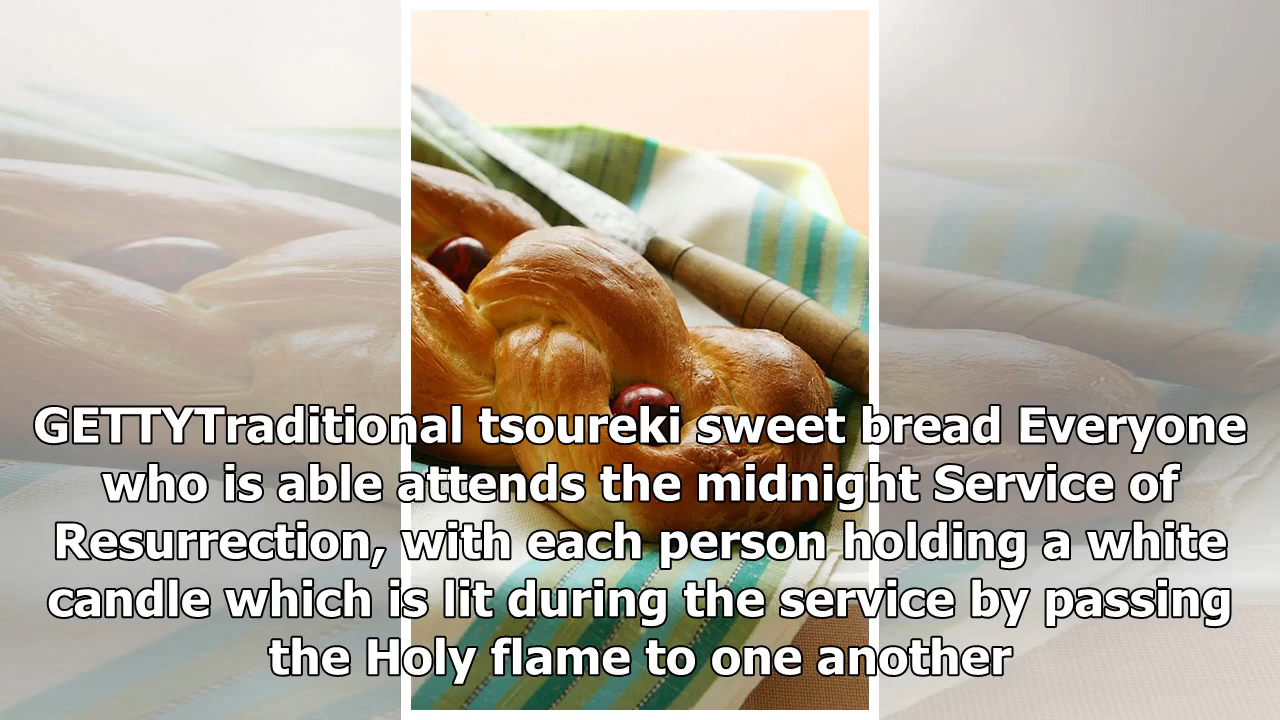 GETTYTraditional tsoureki sweet bread Everyone
who is able attends the midnight Service of
Resurrection, with each person holding a white
candle which is lit during the service by passing
the Holy flame to one another